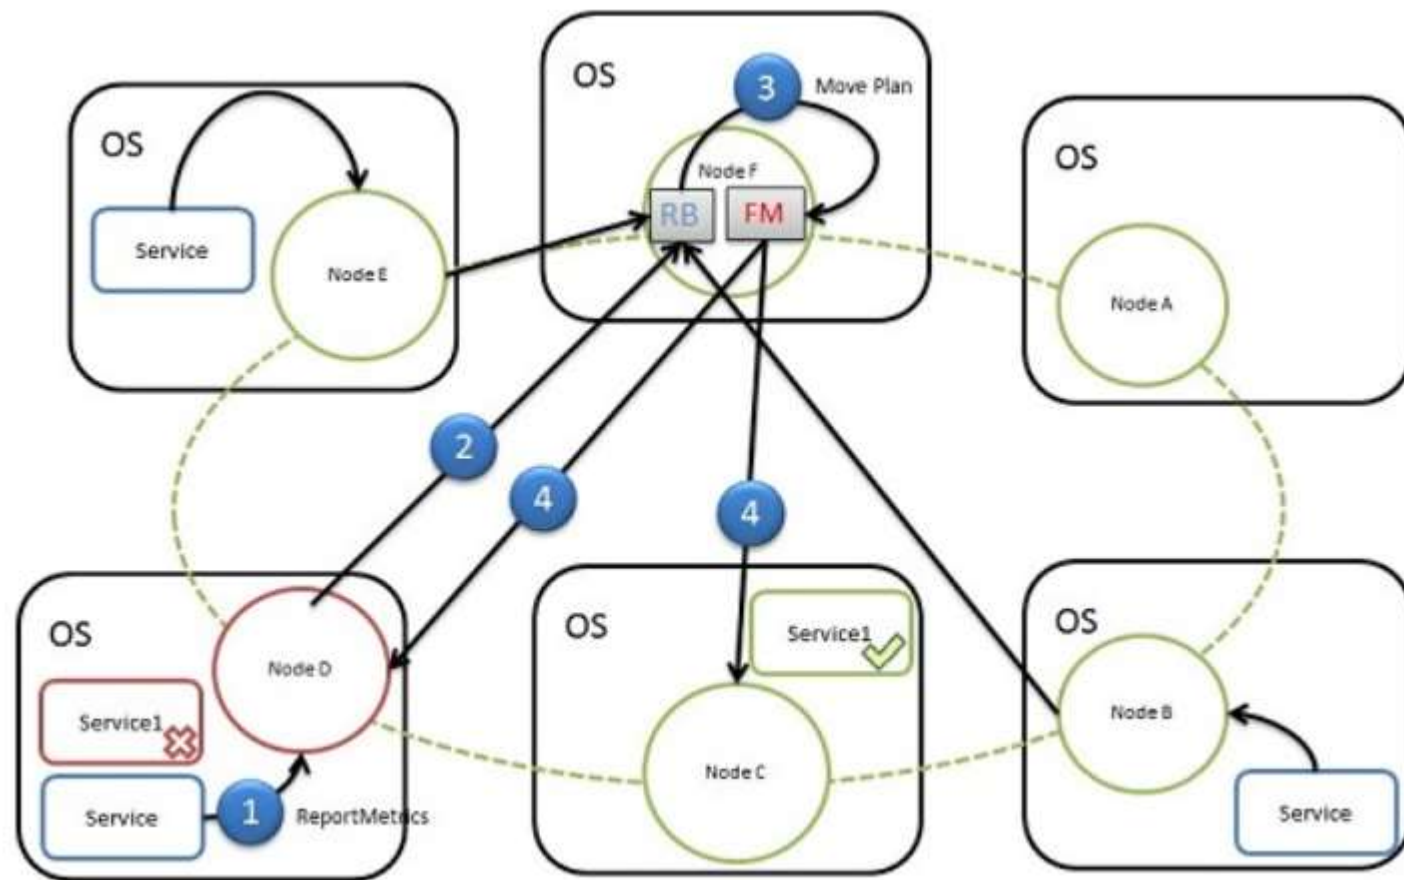 OS
3
Move Plan
Node F
RB
FM
OS
Service
Node E
OS
Node A
2
4
4
OS
Node D
Service1
Service
1
ReportMetrics
OS
Service1
Node C
OS
Node B
Service